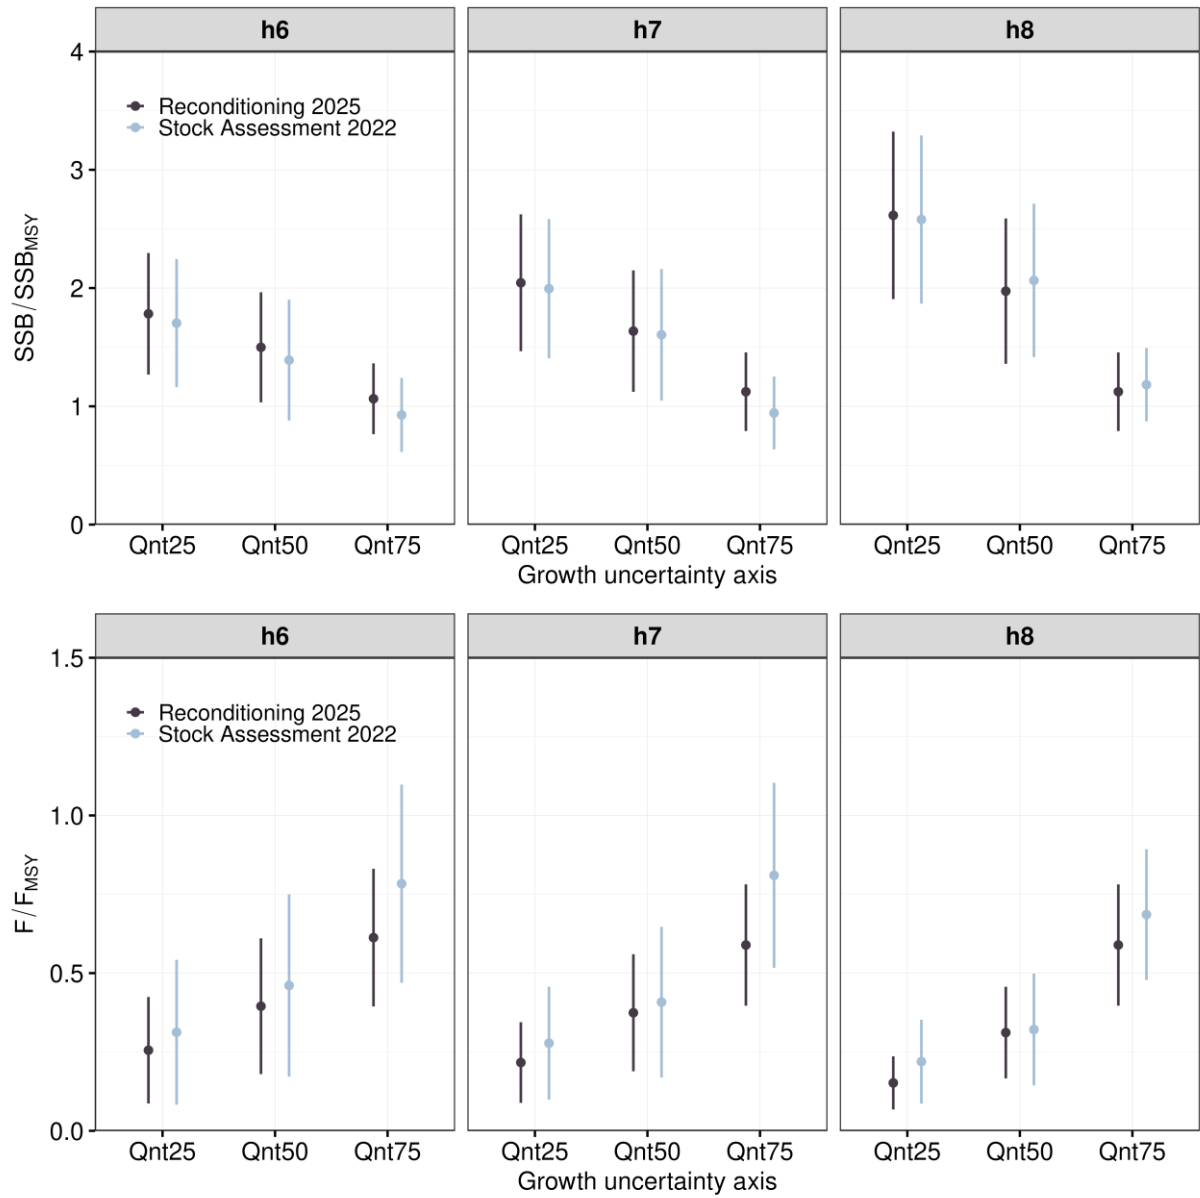 h6 h7 h8
4
Reconditioning 2025
Stock Assessment 2022
3
2
1
0
SSB/SSBMSY
Qnt25 Qnt50 Qnt75 Qnt25 Qnt50 Qnt75 Qnt25 Qnt50 Qnt75
Growth uncertainty axis
h6 h7 h8
1.5
Reconditioning 2025
Stock Assessment 2022
1.0
0.5
0.0
F/FMSY
Qnt25 Qnt50 Qnt75 Qnt25 Qnt50 Qnt75 Qnt25 Qnt50 Qnt75
Growth uncertainty axis